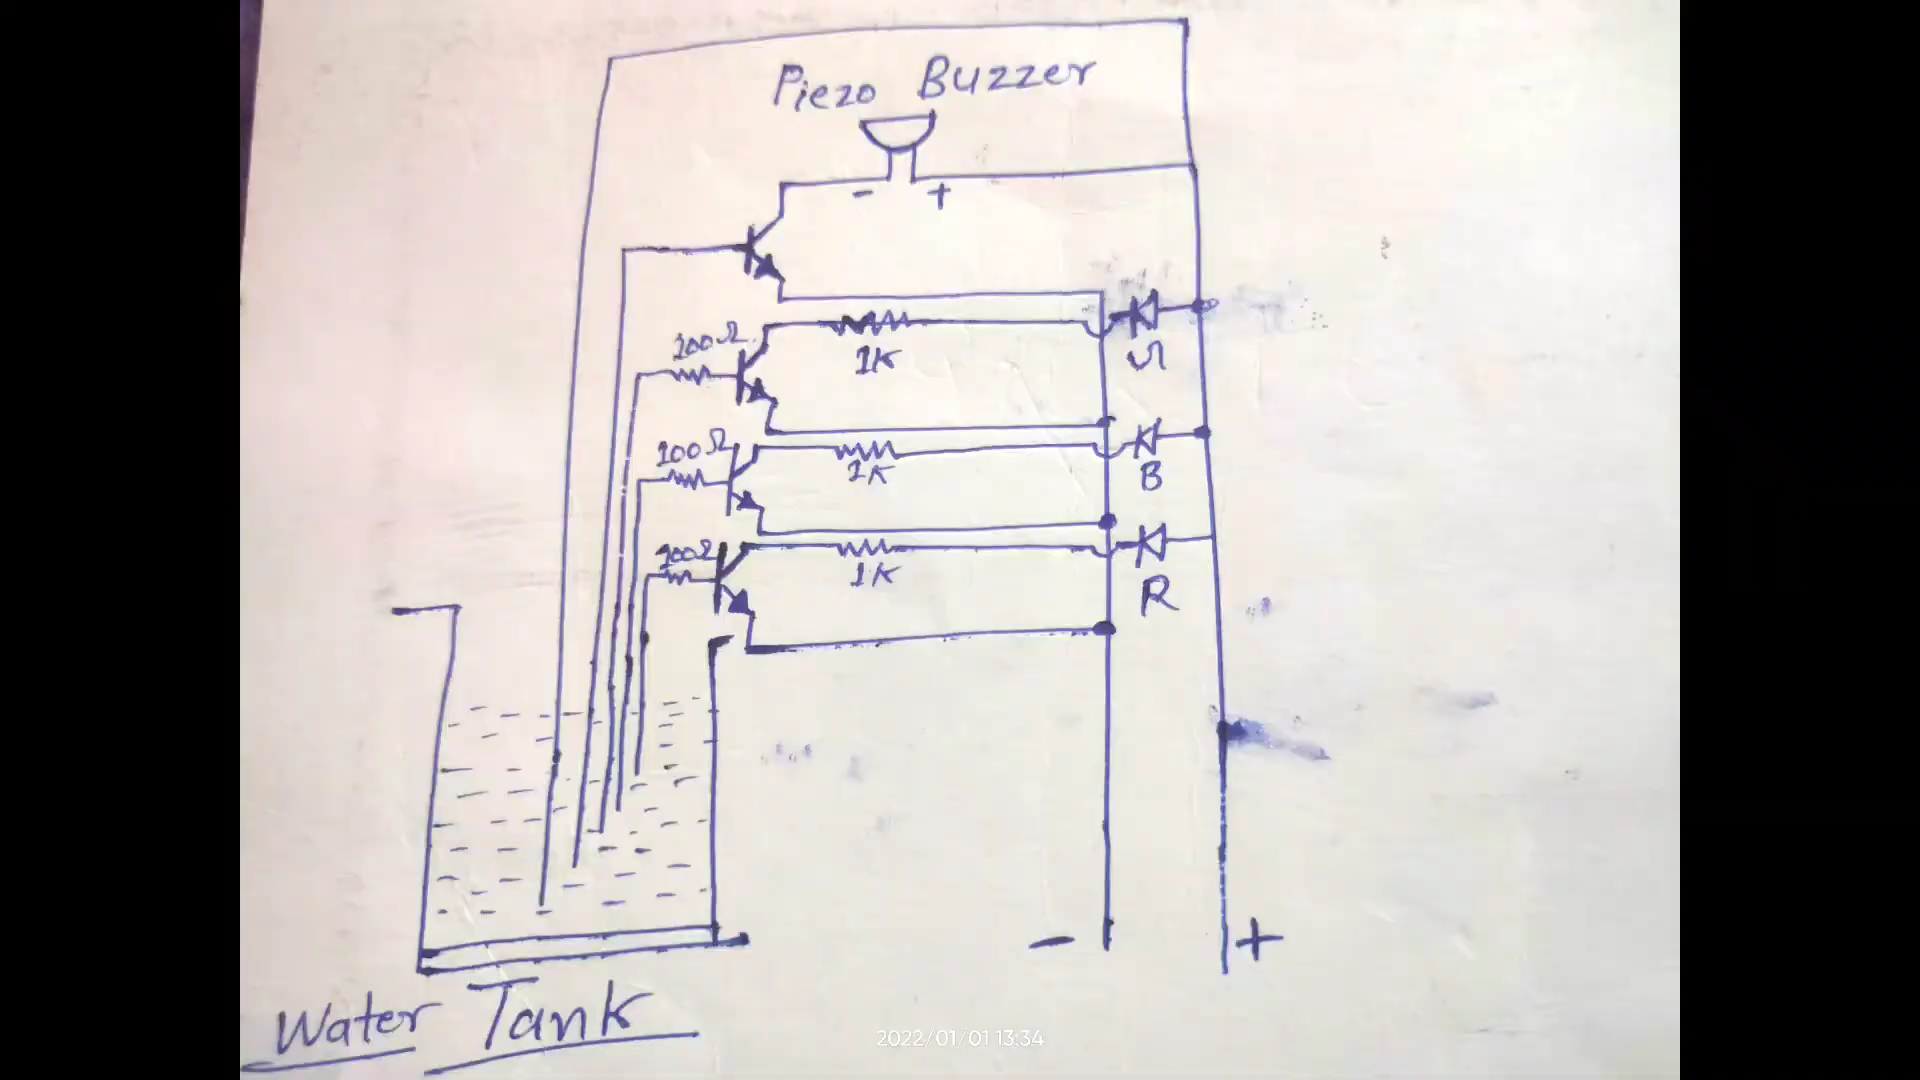 Piezo Buzzer
- +
100Ω
1K
100Ω
B
1K
100Ω
1K
R
- +
Water Tank
2022/01/01 13:34